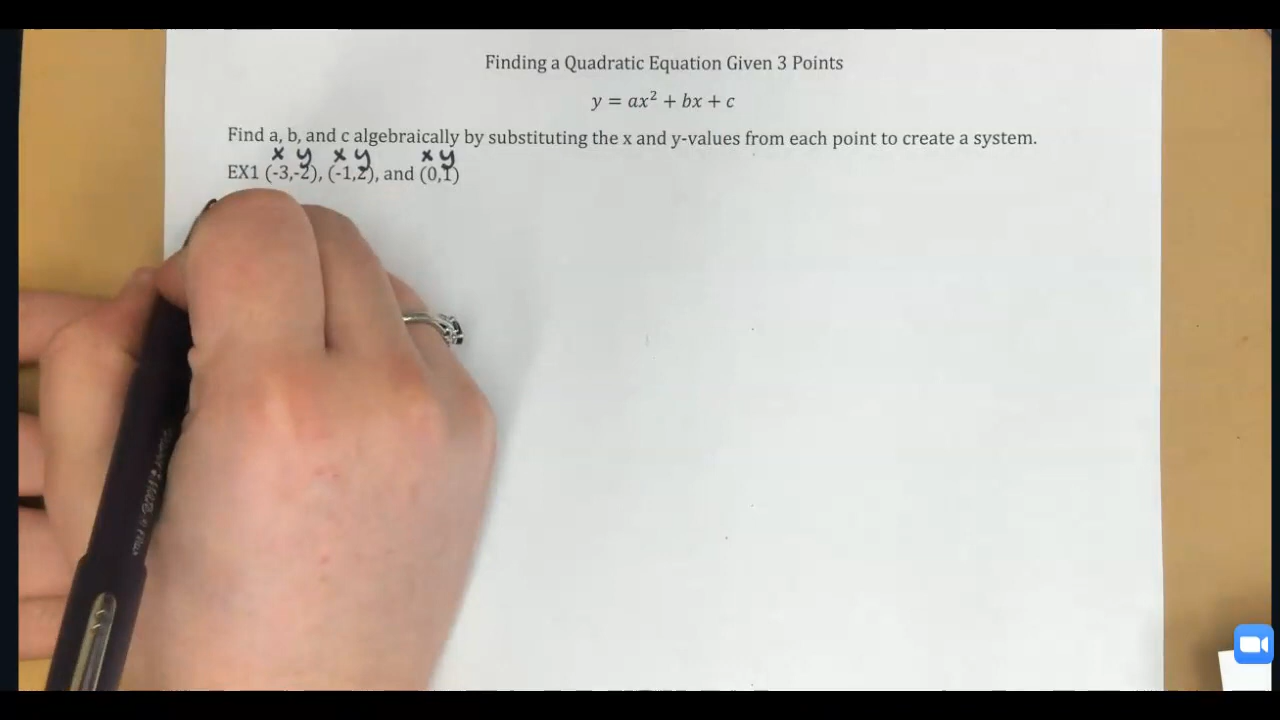 Finding a Quadratic Equation Given 3 Points
y = ax² + bx + c
Find a, b, and c algebraically by substituting the x and y-values from each point to create a system.
x y x y x y
EX1 (-3,-2), (-1,2), and (0,1)